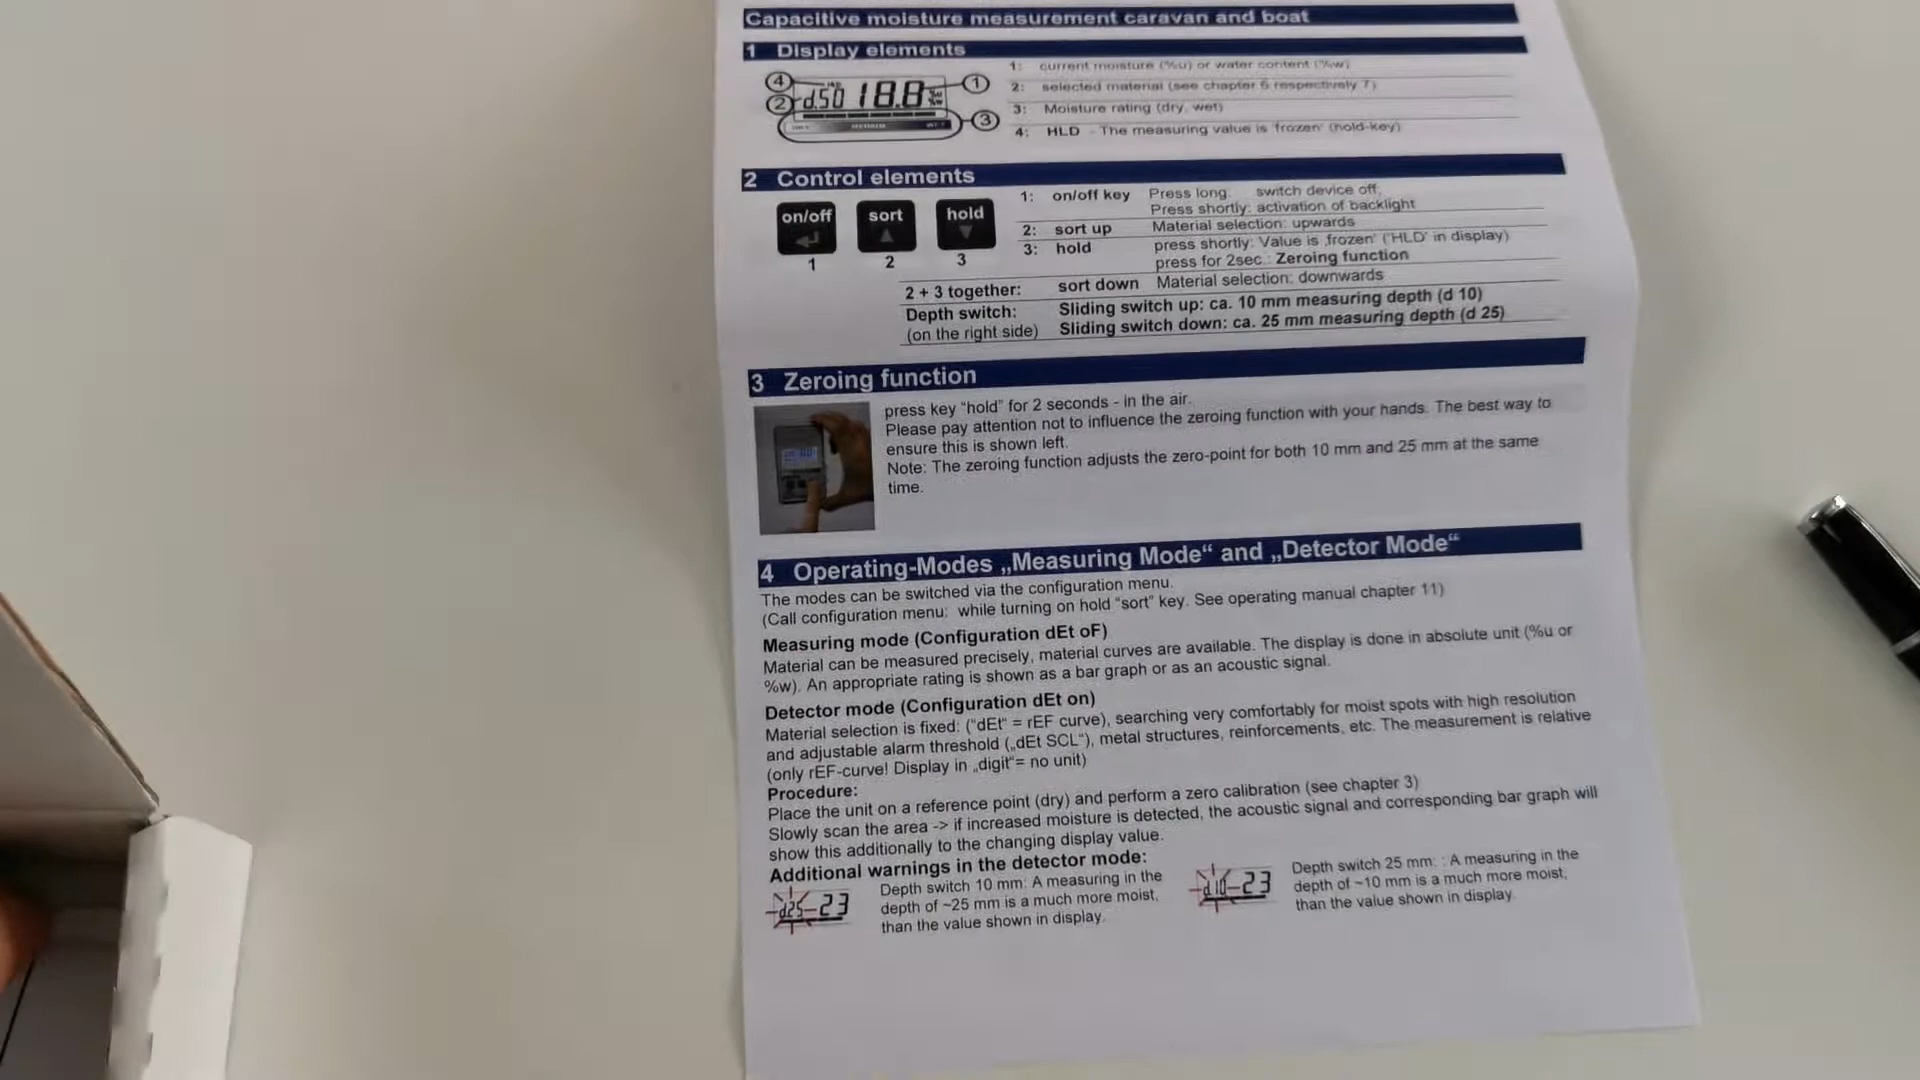 Capacitive moisture measurement caravan and boat
1 Display elements
4
d.50 18.8
1
2
3
1: current moisture (%u) or water content (%w)
2: selected material (see chapter 6 respectively 7)
3: Moisture rating (dry, wet)
4: HLD - The measuring value is 'frozen' (hold-key)
2 Control elements
on/off
sort
hold
1
2
3
1: on/off key Press long: switch device off,
Press shortly: activation of backlight
2: sort up Material selection: upwards
3: hold press shortly: Value is ‚frozen' ('HLD' in display)
press for 2sec.: Zeroing function
2 + 3 together: sort down Material selection: downwards
Depth switch: Sliding switch up: ca. 10 mm measuring depth (d 10)
(on the right side) Sliding switch down: ca. 25 mm measuring depth (d 25)
3 Zeroing function
press key "hold" for 2 seconds - in the air.
Please pay attention not to influence the zeroing function with your hands. The best way to
ensure this is shown left.
Note: The zeroing function adjusts the zero-point for both 10 mm and 25 mm at the same
time.
4 Operating-Modes „Measuring Mode“ and „Detector Mode“
The modes can be switched via the configuration menu.
(Call configuration menu: while turning on hold "sort" key. See operating manual chapter 11)
Measuring mode (Configuration dEt oF)
Material can be measured precisely, material curves are available. The display is done in absolute unit (%u or
%w). An appropriate rating is shown as a bar graph or as an acoustic signal.
Detector mode (Configuration dEt on)
Material selection is fixed: ("dEt“ = rEF curve), searching very comfortably for moist spots with high resolution
and adjustable alarm threshold („dEt SCL“), metal structures, reinforcements, etc. The measurement is relative
(only rEF-curve! Display in „digit“= no unit)
Procedure:
Place the unit on a reference point (dry) and perform a zero calibration (see chapter 3)
Slowly scan the area -> if increased moisture is detected, the acoustic signal and corresponding bar graph will
show this additionally to the changing display value.
Additional warnings in the detector mode:
d25 23
Depth switch 10 mm: A measuring in the
depth of ~25 mm is a much more moist,
than the value shown in display.
d10 23
Depth switch 25 mm: : A measuring in the
depth of ~10 mm is a much more moist,
than the value shown in display.